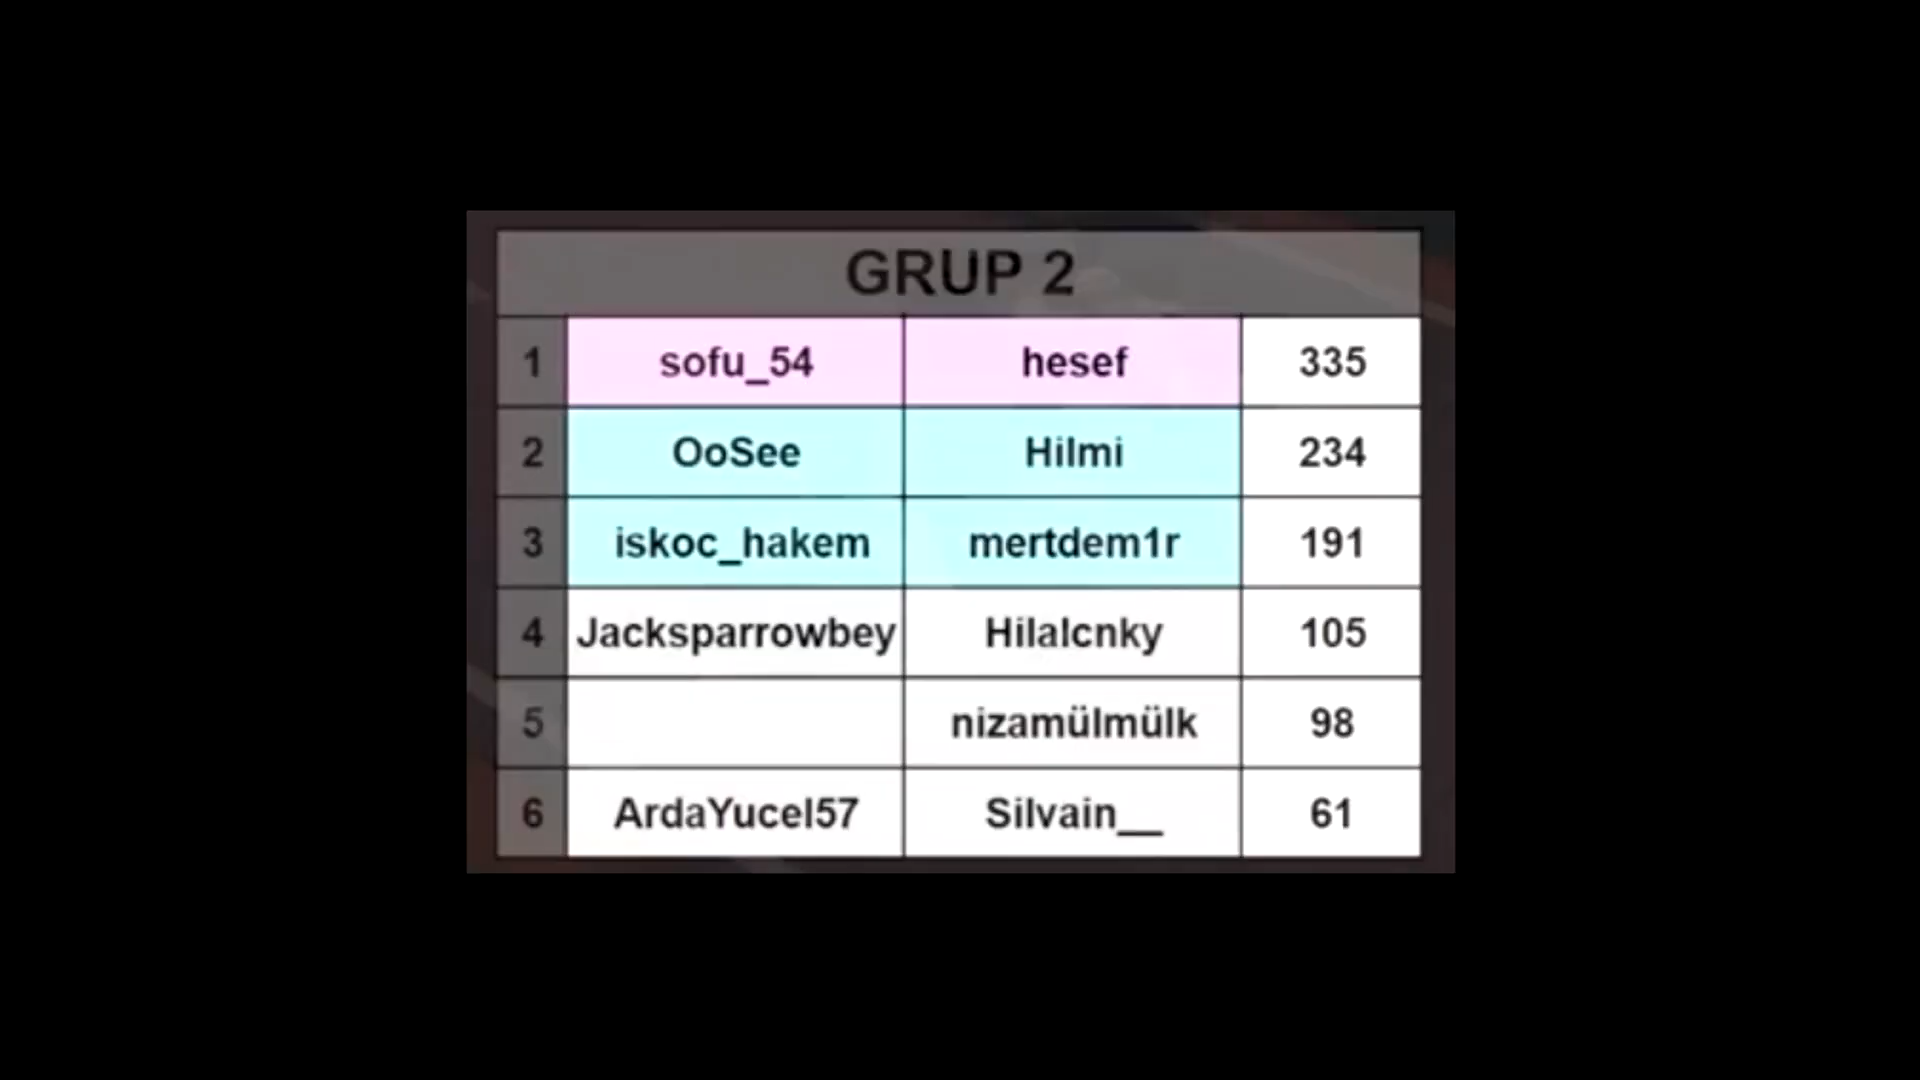 GRUP 2
1 sofu_54 hesef 335
2 OoSee Hilmi 234
3 iskoc_hakem mertdem1r 191
4 Jacksparrowbey Hilalcnky 105
5 nizamülmülk 98
6 ArdaYucel57 Silvain__ 61